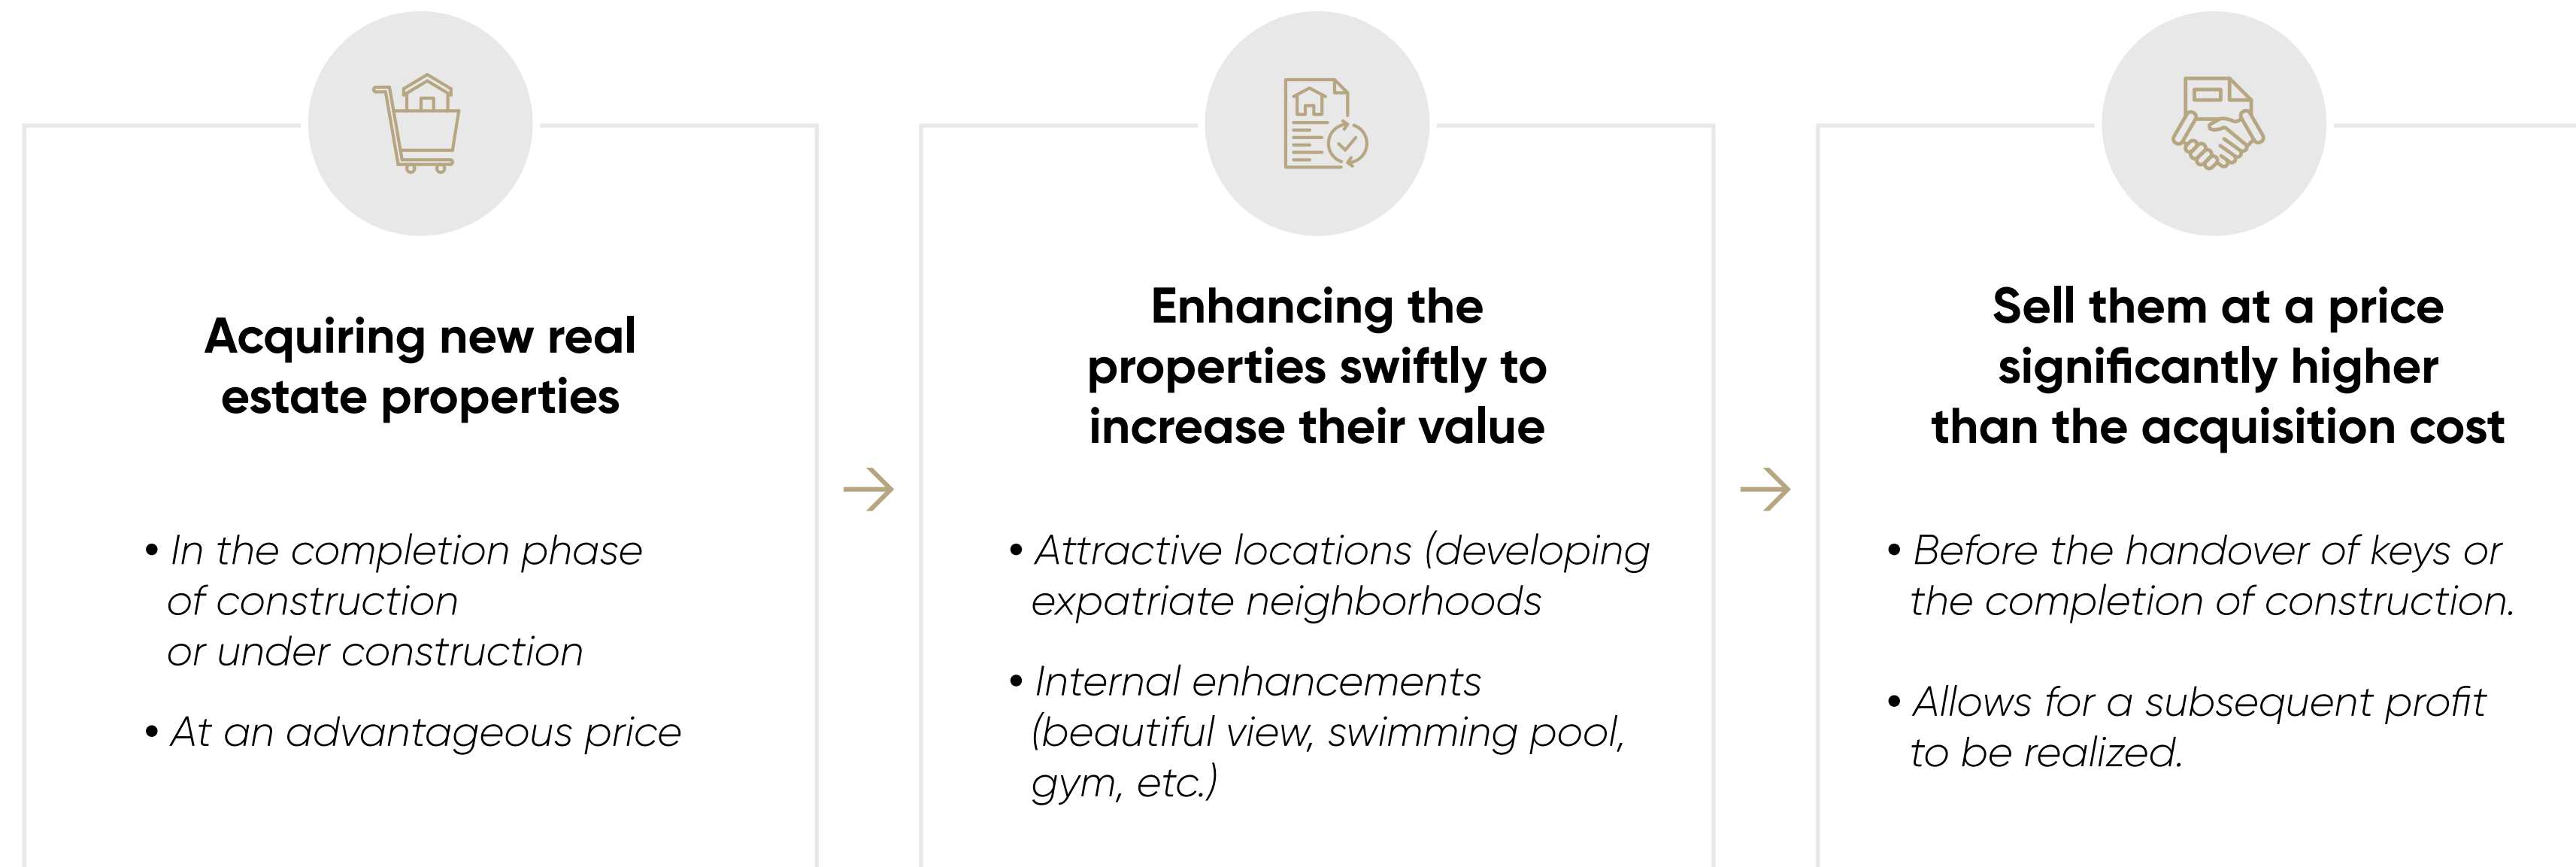 Acquiring new real
estate properties
• In the completion phase
of construction
or under construction
• At an advantageous price
Enhancing the
properties swiftly to
increase their value
• Attractive locations (developing
expatriate neighborhoods
• Internal enhancements
(beautiful view, swimming pool,
gym, etc.)
Sell them at a price
significantly higher
than the acquisition cost
• Before the handover of keys or
the completion of construction.
• Allows for a subsequent profit
to be realized.